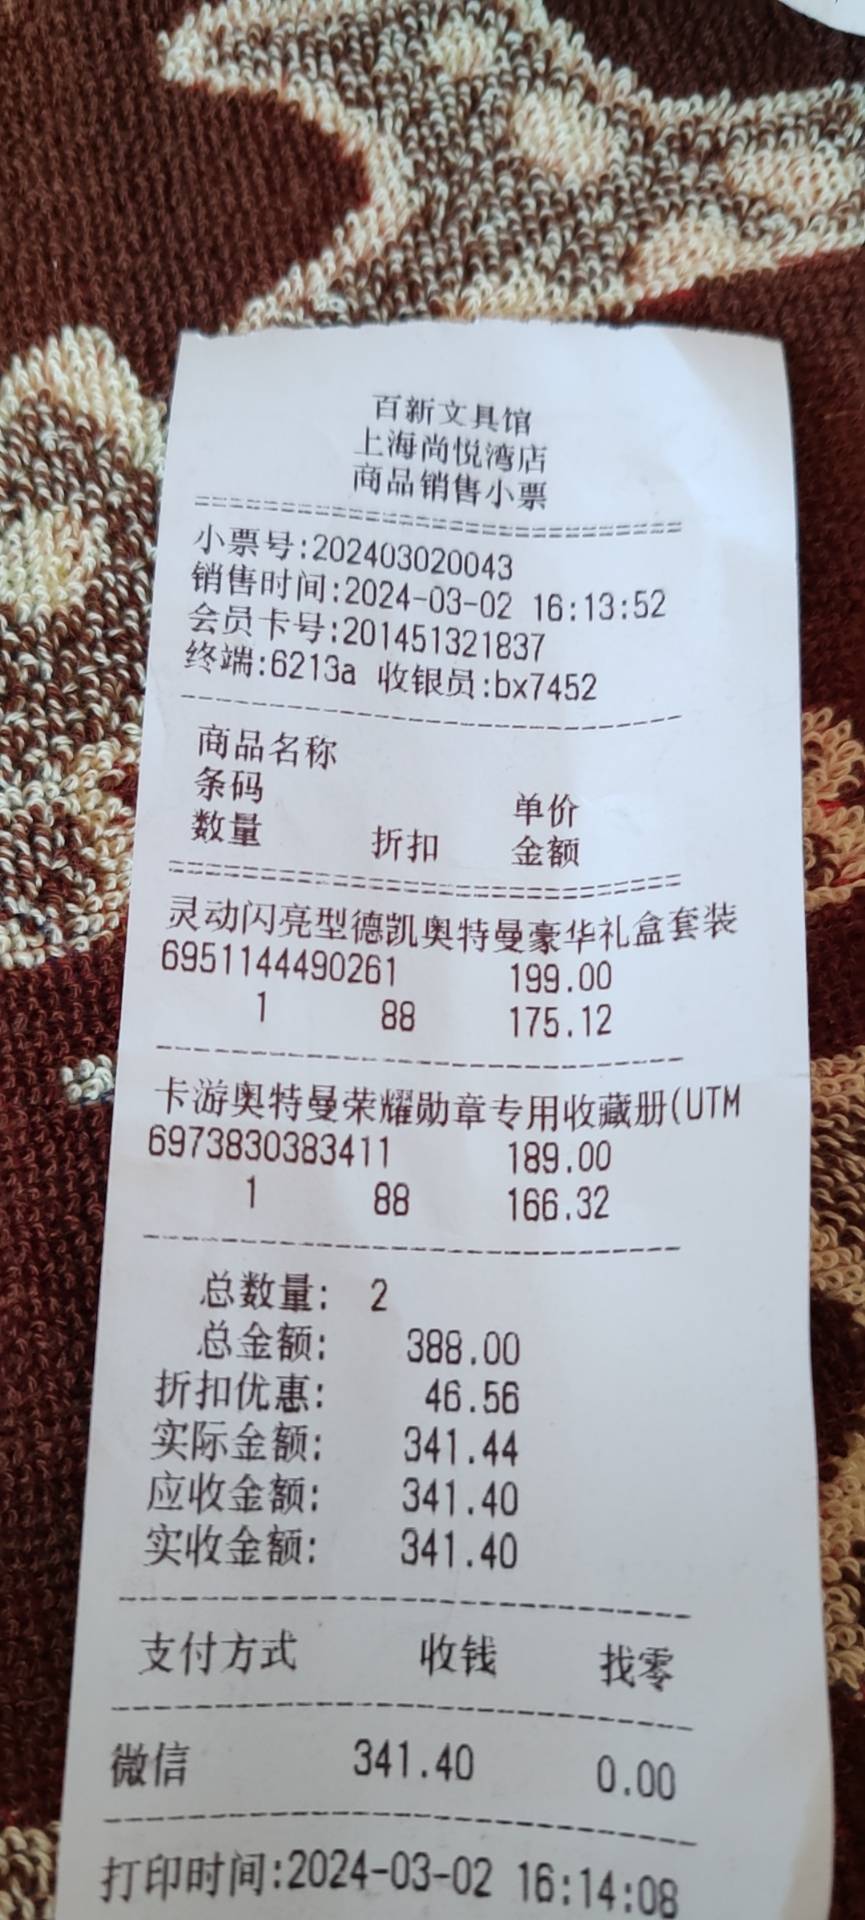 百新文具馆
上海尚悦湾店
商品销售小票
小票号:202403020043
销售时间:2024-03-02 16:13:52
会员卡号:201451321837
终端:6213a 收银员:bx7452
商品名称
条码 单价
数量 折扣 金额
灵动闪亮型德凯奥特曼豪华礼盒套装
6951144490261 199.00
1 88 175.12
卡游奥特曼荣耀勋章专用收藏册(UTM
6973830383411 189.00
1 88 166.32
总数量: 2
总金额: 388.00
折扣优惠: 46.56
实际金额: 341.44
应收金额: 341.40
实收金额: 341.40
支付方式 收钱 找零
微信 341.40 0.00
打印时间:2024-03-02 16:14:08